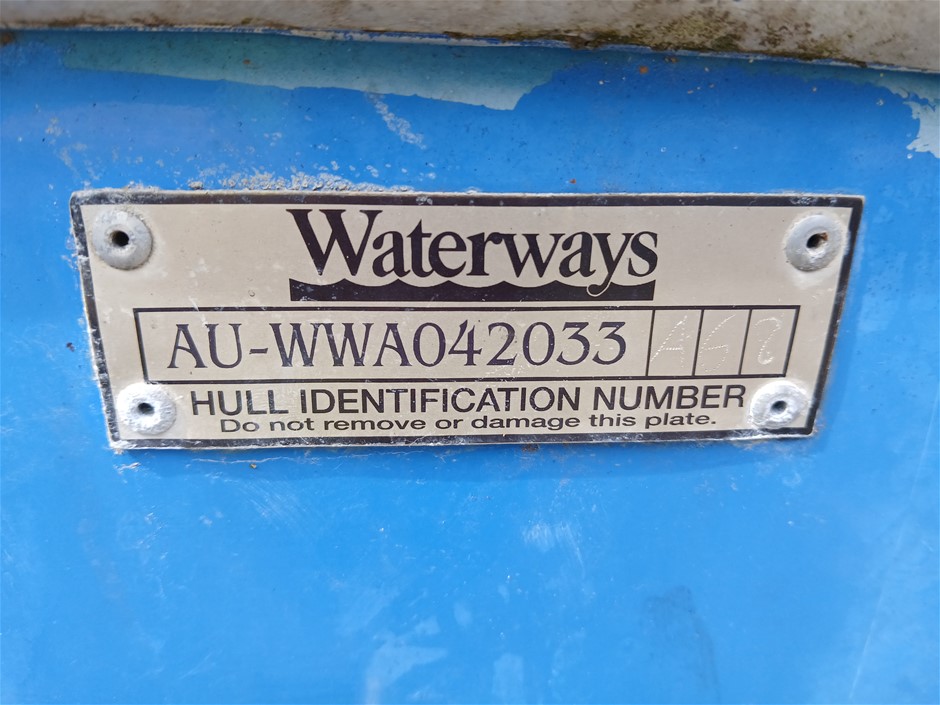 Waterways
AU-WWA042033
HULL IDENTIFICATION NUMBER
Do not remove or damage this plate.